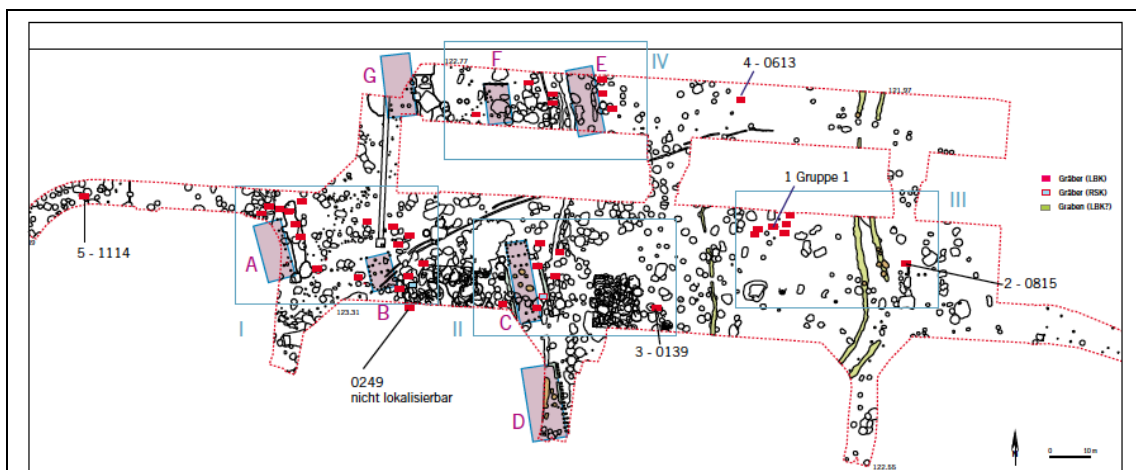 122.77
F
E
IV
4 - 0613
G
121.97
1 Gruppe 1
Gräber (LBK)
Gräber (RSK)
Graben (LBK?)
III
5 - 1114
A
2 - 0815
B
C
I
123.31
II
3 - 0139
0249
nicht lokalisierbar
D
N
0
10 m
122.55